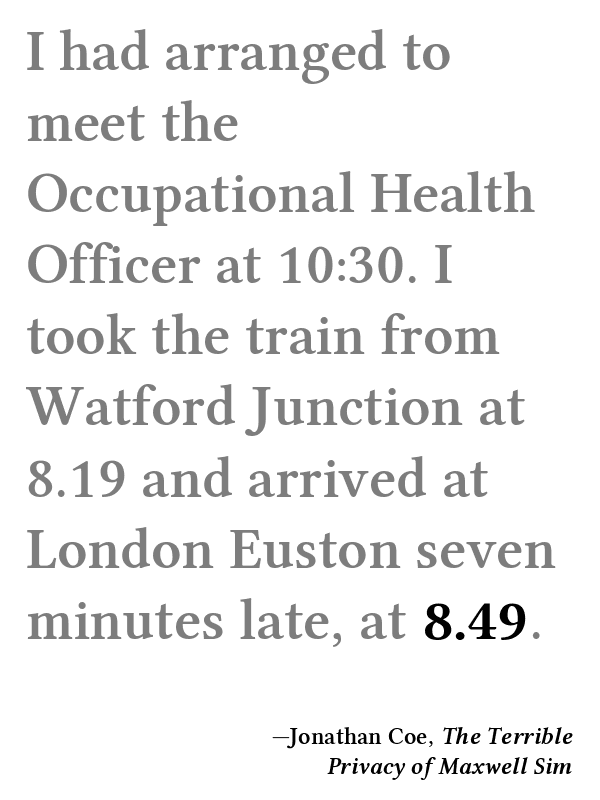 I had arranged to
meet the
Occupational Health
Officer at 10:30. I
took the train from
Watford Junction at
8.19 and arrived at
London Euston seven
minutes late, at 8.49.
—Jonathan Coe, The Terrible
Privacy of Maxwell Sim